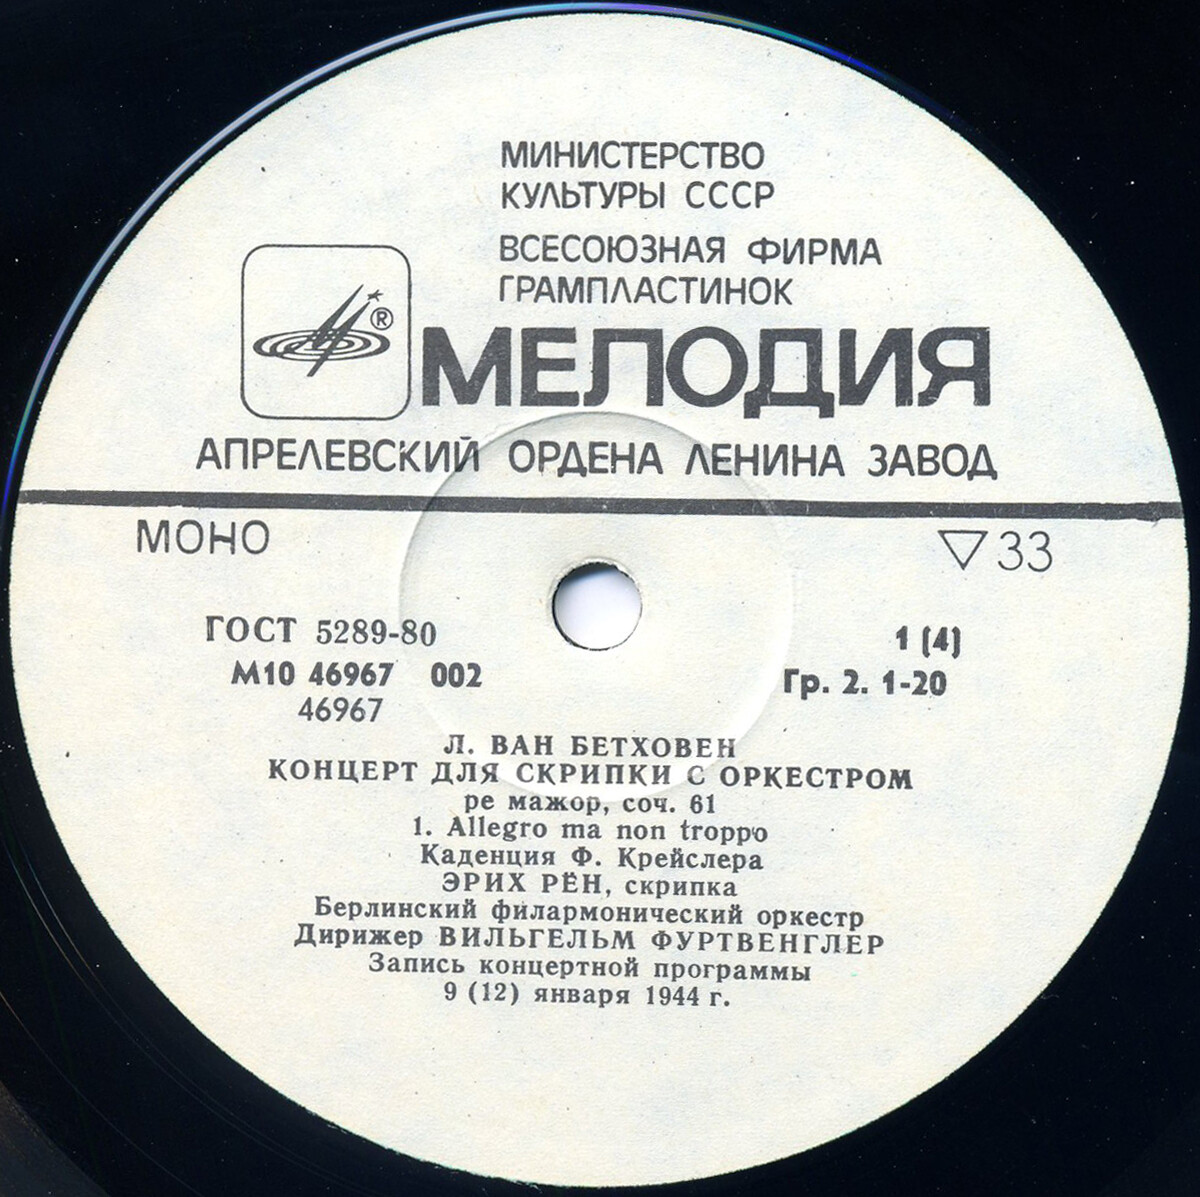 МИНИСТЕРСТВО
КУЛЬТУРЫ СССР
ВСЕСОЮЗНАЯ ФИРМА
ГРАМПЛАСТИНОК
®
МЕЛОДИЯ
АПРЕЛЕВСКИЙ ОРДЕНА ЛЕНИНА ЗАВОД
МОНО
▽ 33
ГОСТ 5289-80
1 (4)
М10 46967 002
Гр. 2. 1-20
46967
Л. ВАН БЕТХОВЕН
КОНЦЕРТ ДЛЯ СКРИПКИ С ОРКЕСТРОМ
ре мажор, соч. 61
1. Allegro ma non troppo
Каденция Ф. Крейслера
ЭРИХ РЁН, скрипка
Берлинский филармонический оркестр
Дирижер ВИЛЬГЕЛЬМ ФУРТВЕНГЛЕР
Запись концертной программы
9 (12) января 1944 г.